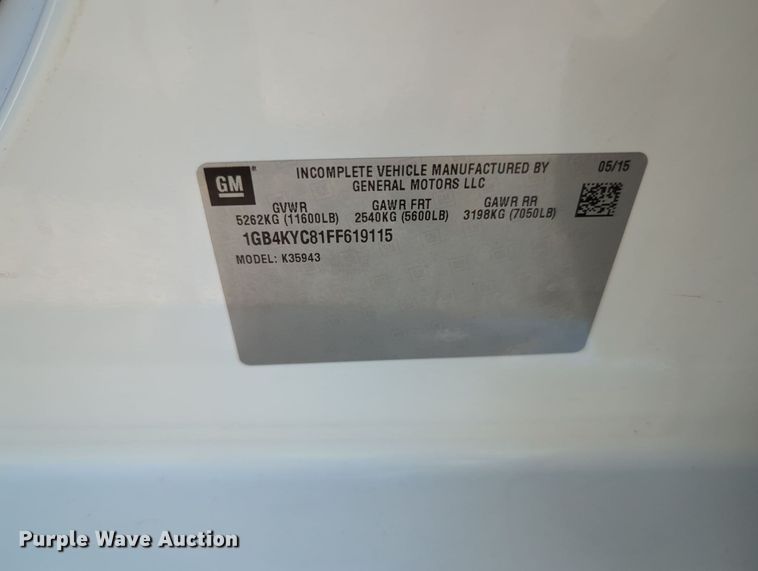 GM
INCOMPLETE VEHICLE MANUFACTURED BY
GENERAL MOTORS LLC
05/15
GVWR GAWR FRT GAWR RR
5262KG (11600LB) 2540KG (5600LB) 3198KG (7050LB)
1GB4KYC81FF619115
MODEL: K35943
Purple Wave Auction